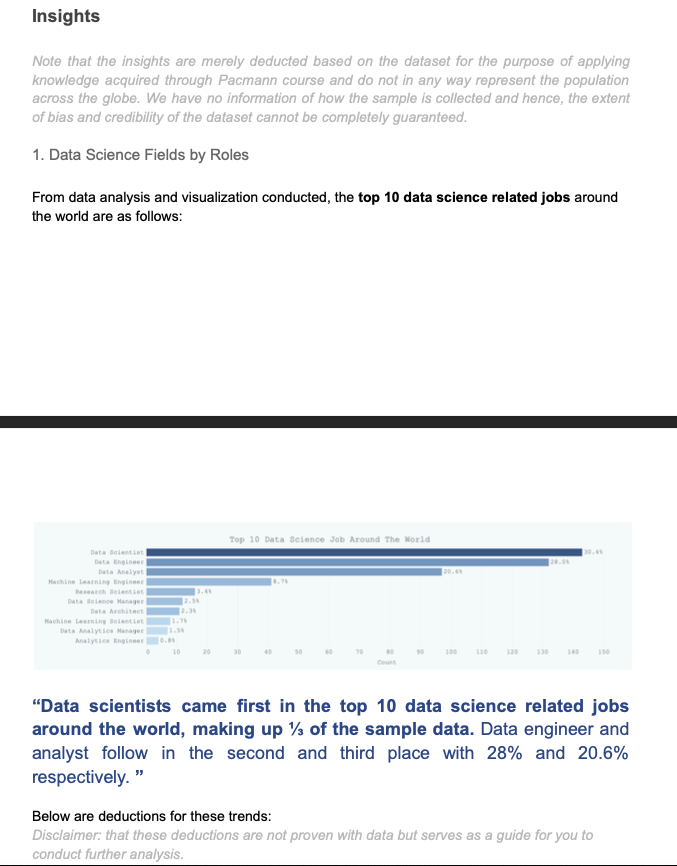 Insights
Note that the insights are merely deducted based on the dataset for the purpose of applying
knowledge acquired through Pacmann course and do not in any way represent the population
across the globe. We have no information of how the sample is collected and hence, the extent
of bias and credibility of the dataset cannot be completely guaranteed.
1. Data Science Fields by Roles
From data analysis and visualization conducted, the top 10 data science related jobs around
the world are as follows:
Top 10 Data Science Job Around The World
Data Scientist 30.6%
Data Engineer 28.0%
Data Analyst 20.6%
Machine Learning Engineer 8.7%
Research Scientist 3.4%
Data Science Manager 2.5%
Data Architect 2.3%
Machine Learning Scientist 1.7%
Data Analytics Manager 1.5%
Analytics Engineer 0.8%
0 10 20 30 40 50 60 70 80 90 100 110 120 130 140 150
Count
“Data scientists came first in the top 10 data science related jobs
around the world, making up ⅓ of the sample data. Data engineer and
analyst follow in the second and third place with 28% and 20.6%
respectively. ”
Below are deductions for these trends:
Disclaimer: that these deductions are not proven with data but serves as a guide for you to
conduct further analysis.